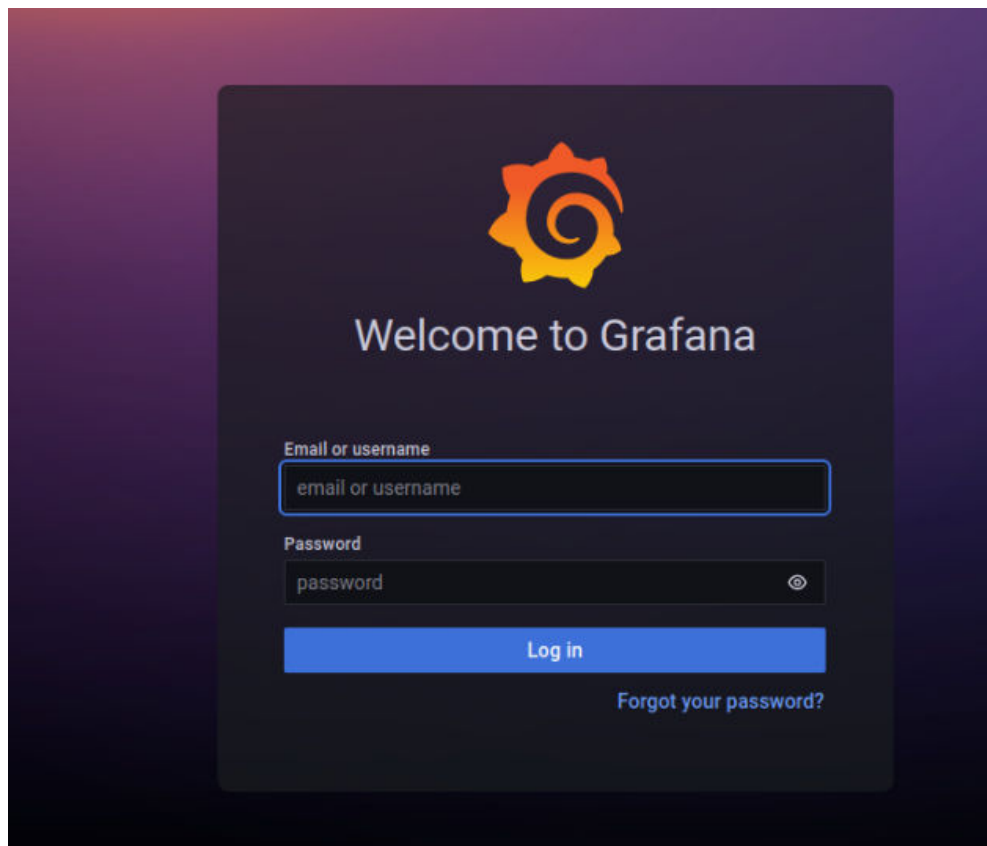 Welcome to Grafana
Email or username
email or username
Password
password
Log in
Forgot your password?